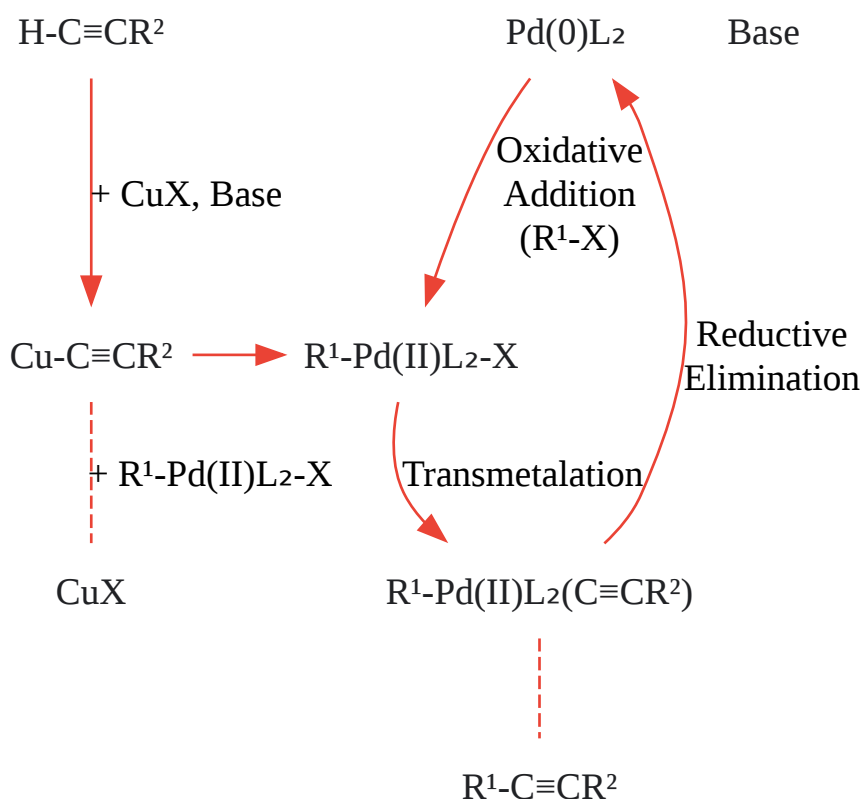 H-C≡CR²
Pd(0)L₂
Base
Oxidative
Addition
(R¹-X)
+ CuX, Base
Reductive
Elimination
Cu-C≡CR²
R¹-Pd(II)L₂-X
+ R¹-Pd(II)L₂-X
Transmetalation
CuX
R¹-Pd(II)L₂(C≡CR²)
R¹-C≡CR²